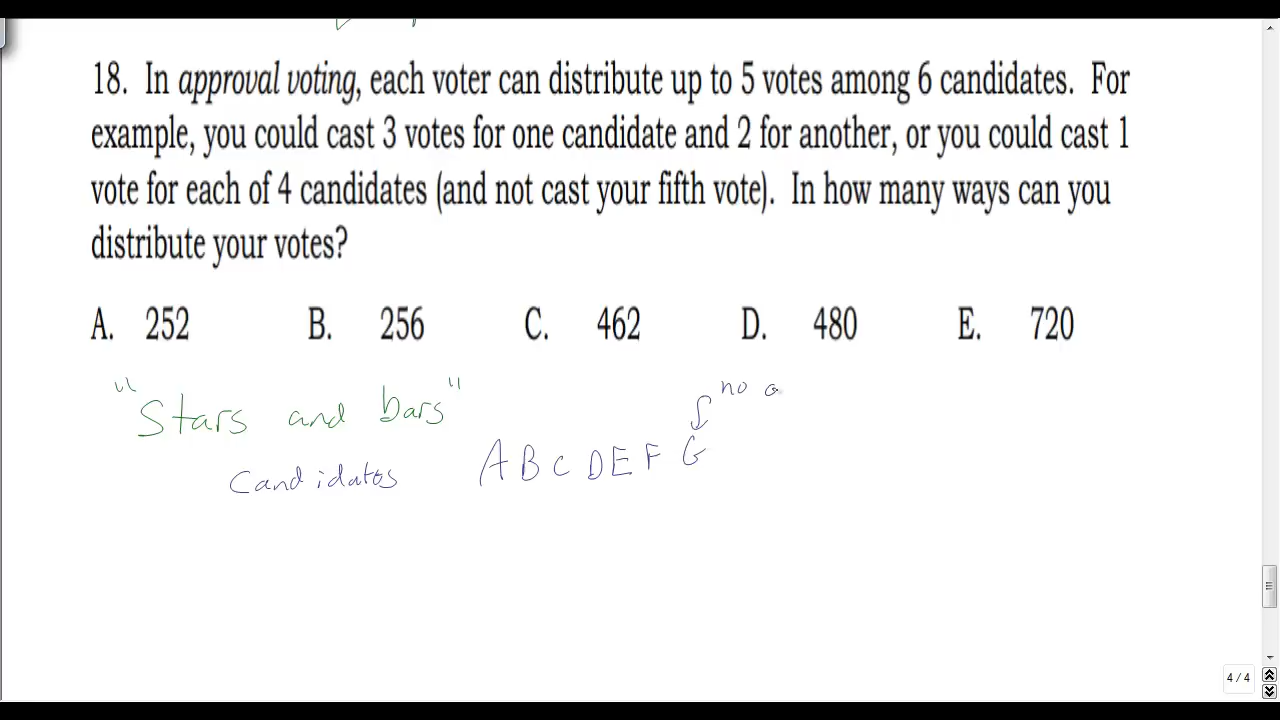 18. In approval voting, each voter can distribute up to 5 votes among 6 candidates. For
example, you could cast 3 votes for one candidate and 2 for another, or you could cast 1
vote for each of 4 candidates (and not cast your fifth vote). In how many ways can you
distribute your votes?
A. 252 B. 256 C. 462 D. 480 E. 720
no
"Stars and bars"
Candidates A B C D E F G
4 / 4